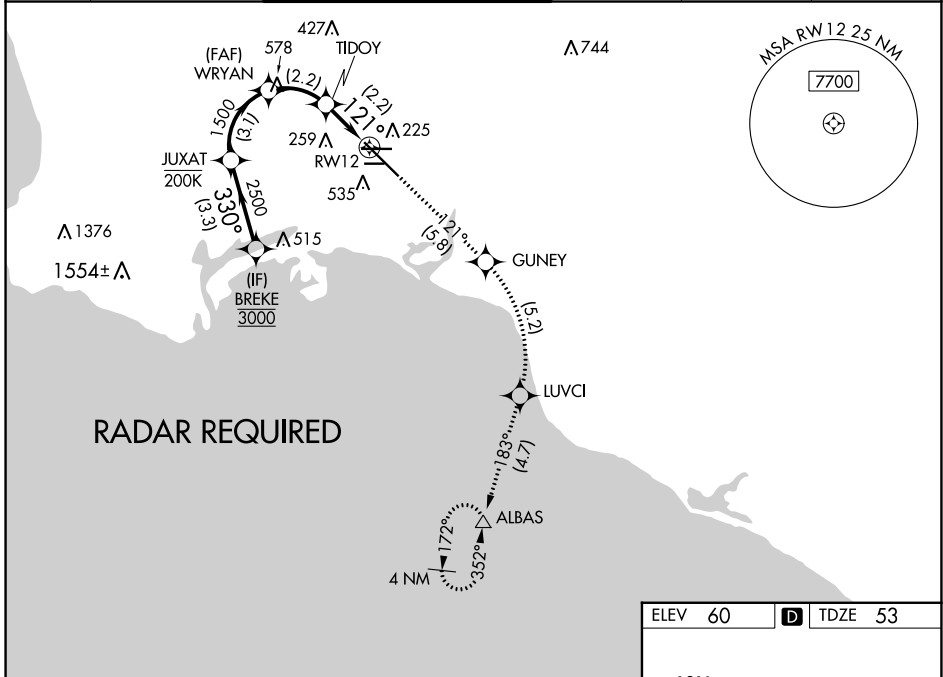 427
578
TIDOY
744
MSA RW12 25 NM
(FAF)
WRYAN
(2.2)
7700
1500
(3.1)
121°
(2.2)
225
259
RW12
JUXAT
200K
535
330°
(3.3)
2500
1376
515
121°
(5.8)
GUNEY
1554±
(IF)
BREKE
3000
(5.2)
LUVCI
RADAR REQUIRED
183°
(4.7)
ALBAS
172°
352°
4 NM
ELEV 60 D TDZE 53